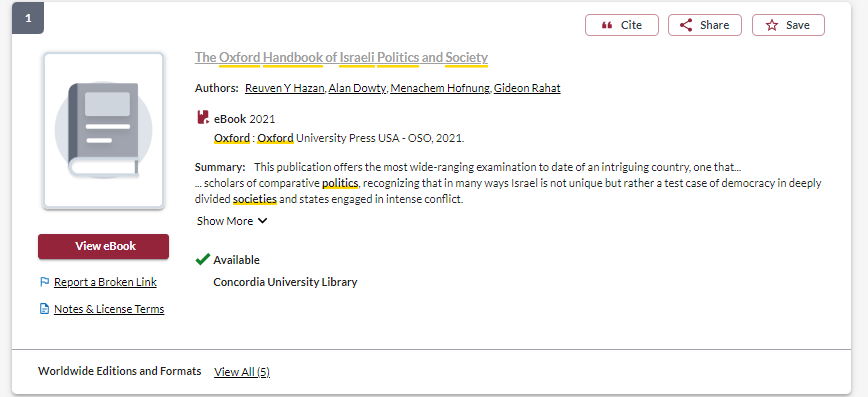 1
Cite
Share
Save
The Oxford Handbook of Israeli Politics and Society
Authors: Reuven Y Hazan, Alan Dowty, Menachem Hofnung, Gideon Rahat
eBook 2021
Oxford : Oxford University Press USA - OSO, 2021.
Summary: This publication offers the most wide-ranging examination to date of an intriguing country, one that...
... scholars of comparative politics, recognizing that in many ways Israel is not unique but rather a test case of democracy in deeply
divided societies and states engaged in intense conflict.
Show More
View eBook
Available
Report a Broken Link
Concordia University Library
Notes & License Terms
Worldwide Editions and Formats View All (5)